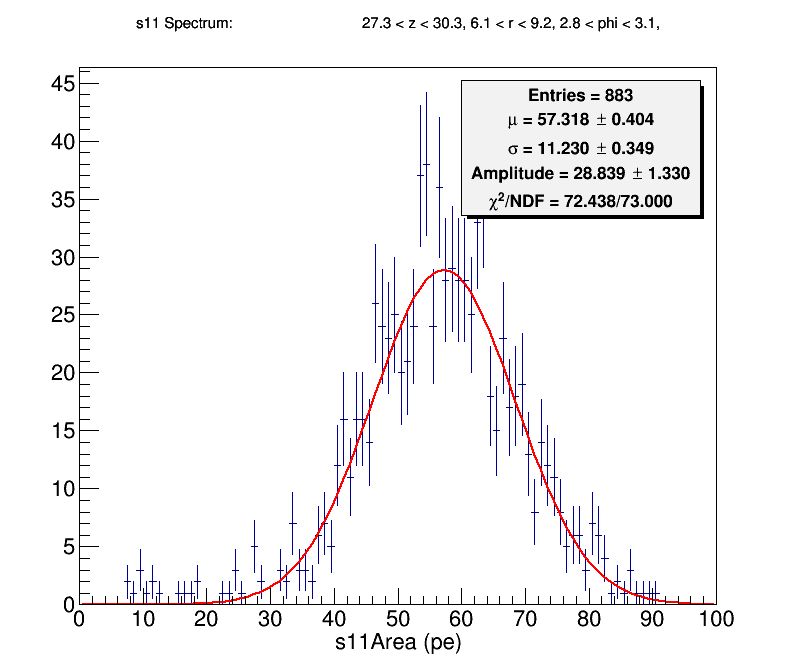 s11 Spectrum: 27.3 < z < 30.3, 6.1 < r < 9.2, 2.8 < phi < 3.1,
Entries = 883
μ = 57.318 ± 0.404
σ = 11.230 ± 0.349
Amplitude = 28.839 ± 1.330
χ²/NDF = 72.438/73.000
45
40
35
30
25
20
15
10
5
0
0 10 20 30 40 50 60 70 80 90 100
s11Area (pe)